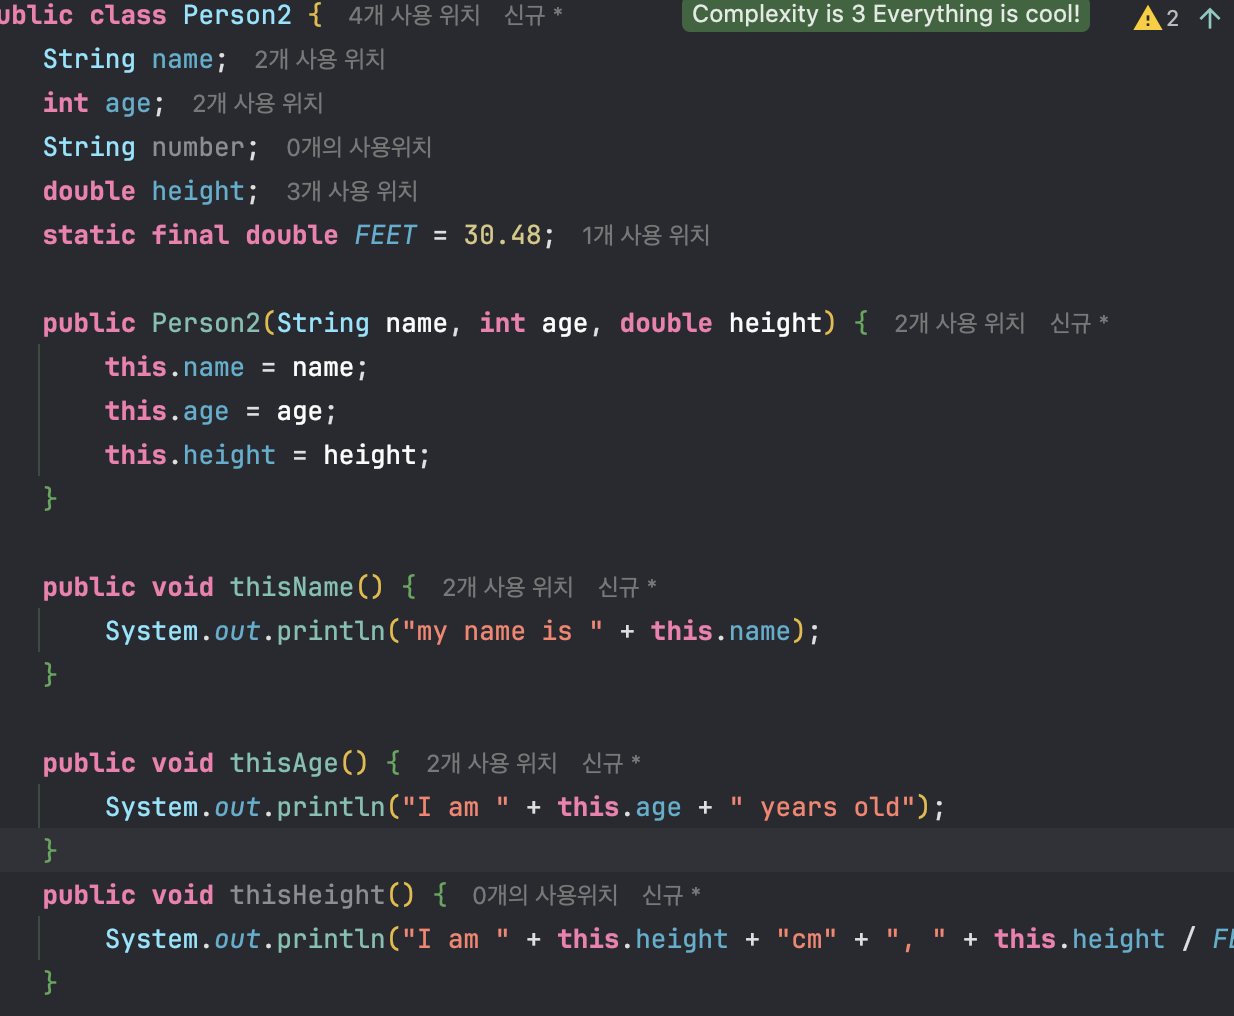 ublic class Person2 { 4개 사용 위치 신규 * Complexity is 3 Everything is cool! 2
String name; 2개 사용 위치
int age; 2개 사용 위치
String number; 0개의 사용위치
double height; 3개 사용 위치
static final double FEET = 30.48; 1개 사용 위치
public Person2(String name, int age, double height) { 2개 사용 위치 신규 *
this.name = name;
this.age = age;
this.height = height;
}
public void thisName() { 2개 사용 위치 신규 *
System.out.println("my name is " + this.name);
}
public void thisAge() { 2개 사용 위치 신규 *
System.out.println("I am " + this.age + " years old");
}
public void thisHeight() { 0개의 사용위치 신규 *
System.out.println("I am " + this.height + "cm" + ", " + this.height / FE
}